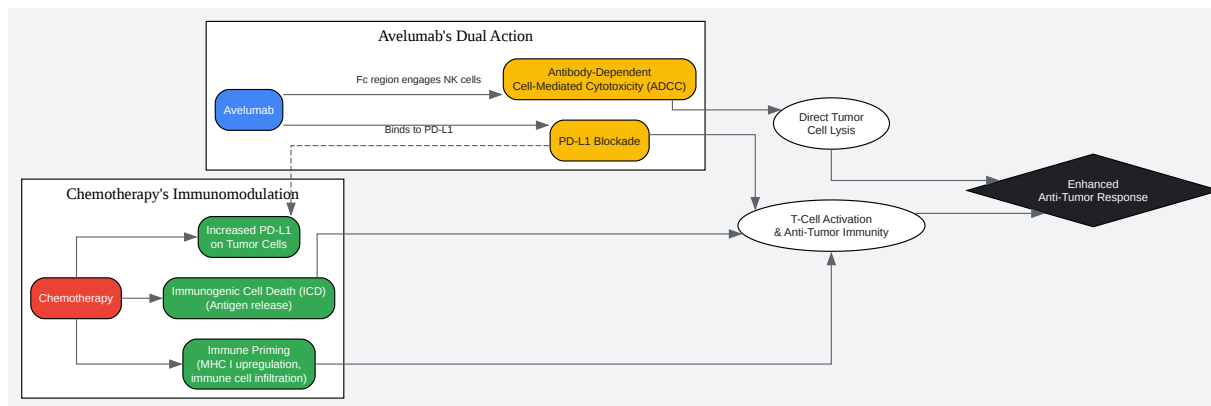 Avelumab's Dual Action
Fc region engages NK cells
Antibody-Dependent
Cell-Mediated Cytotoxicity (ADCC)
Avelumab
Binds to PD-L1
PD-L1 Blockade
Direct Tumor
Cell Lysis
Enhanced
Anti-Tumor Response
Chemotherapy's Immunomodulation
Increased PD-L1
on Tumor Cells
T-Cell Activation
& Anti-Tumor Immunity
Chemotherapy
Immunogenic Cell Death (ICD)
(Antigen release)
Immune Priming
(MHC I upregulation,
immune cell infiltration)